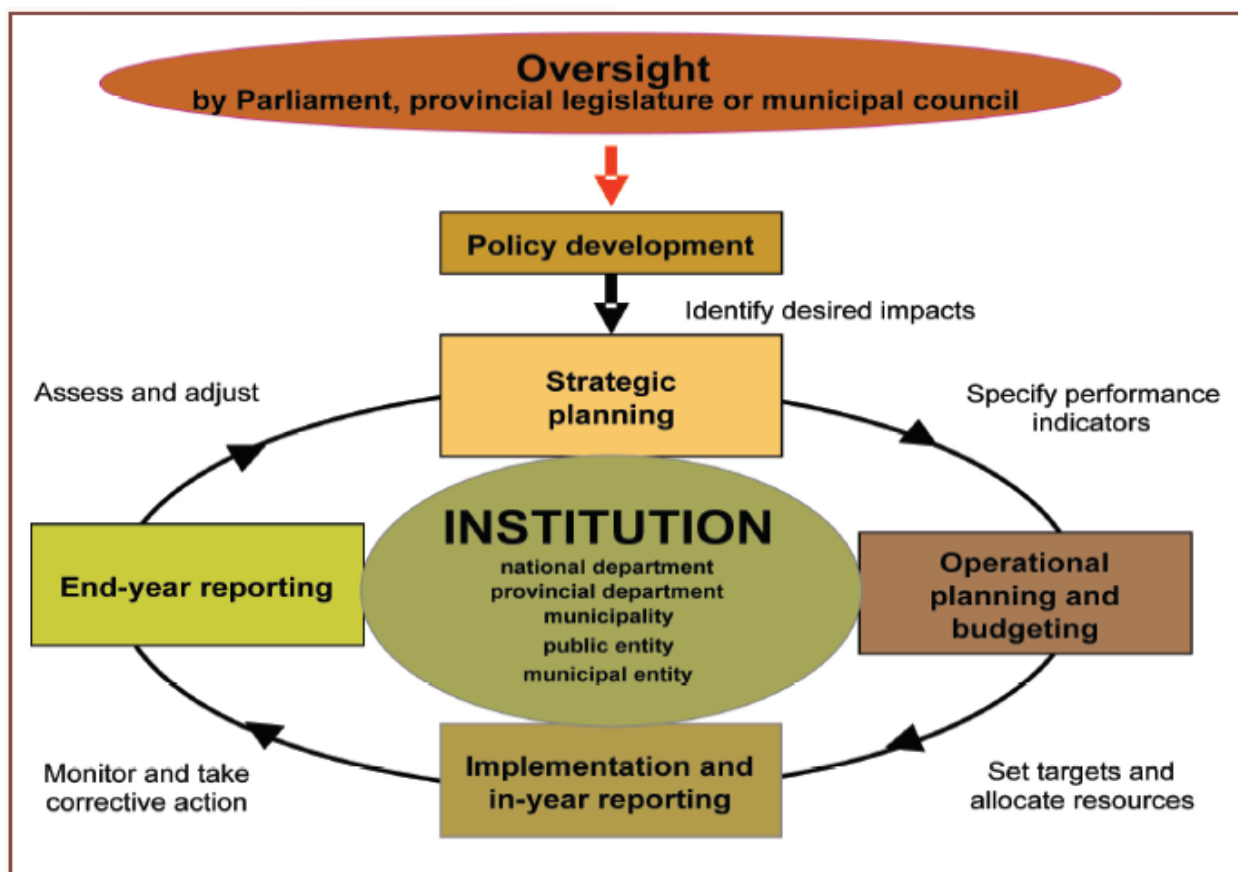 Oversight
by Parliament, provincial legislature or municipal council
Policy development
Identify desired impacts
Strategic
planning
Assess and adjust
Specify performance
indicators
INSTITUTION
national department
provincial department
municipality
public entity
municipal entity
End-year reporting
Operational
planning and
budgeting
Implementation and
in-year reporting
Monitor and take
corrective action
Set targets and
allocate resources